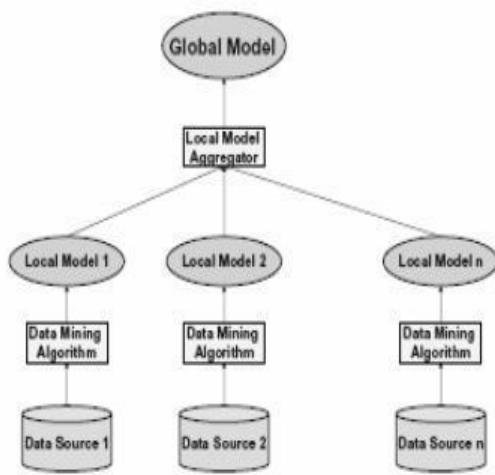 Global Model
Local Model
Aggregator
Local Model 1
Local Model 2
Local Model n
Data Mining
Algorithm
Data Mining
Algorithm
Data Mining
Algorithm
Data Source 1
Data Source 2
Data Source n